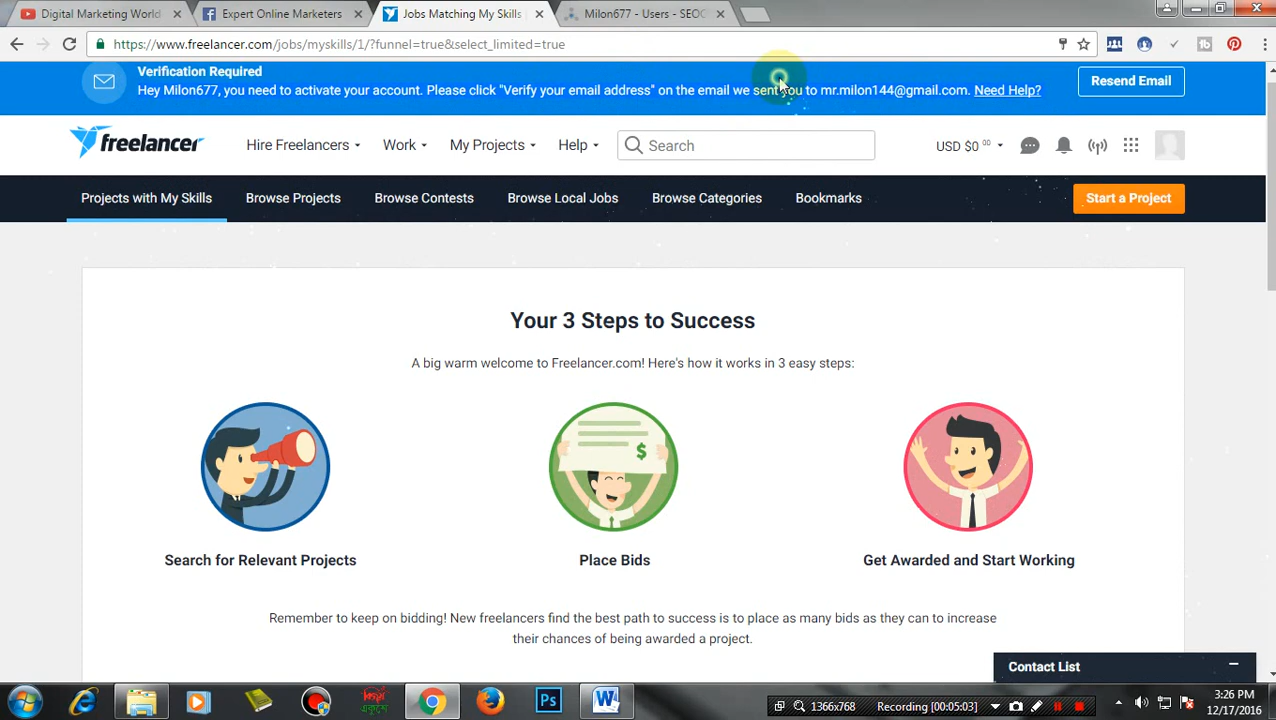 Digital Marketing World
Expert Online Marketers
Jobs Matching My Skills
Milon677 - Users - SEOC
https://www.freelancer.com/jobs/myskills/1/?funnel=true&select_limited=true
Verification Required
Hey Milon677, you need to activate your account. Please click "Verify your email address" on the email we sent you to mr.milon144@gmail.com. Need Help?
Resend Email
freelancer
Hire Freelancers
Work
My Projects
Help
Search
USD $0 00
Projects with My Skills
Browse Projects
Browse Contests
Browse Local Jobs
Browse Categories
Bookmarks
Start a Project
Your 3 Steps to Success
A big warm welcome to Freelancer.com! Here's how it works in 3 easy steps:
$
Search for Relevant Projects
Place Bids
Get Awarded and Start Working
Remember to keep on bidding! New freelancers find the best path to success is to place as many bids as they can to increase
their chances of being awarded a project.
Contact List
Ps
W
1366x768
Recording [00:05:03]
3:26 PM
12/17/2016